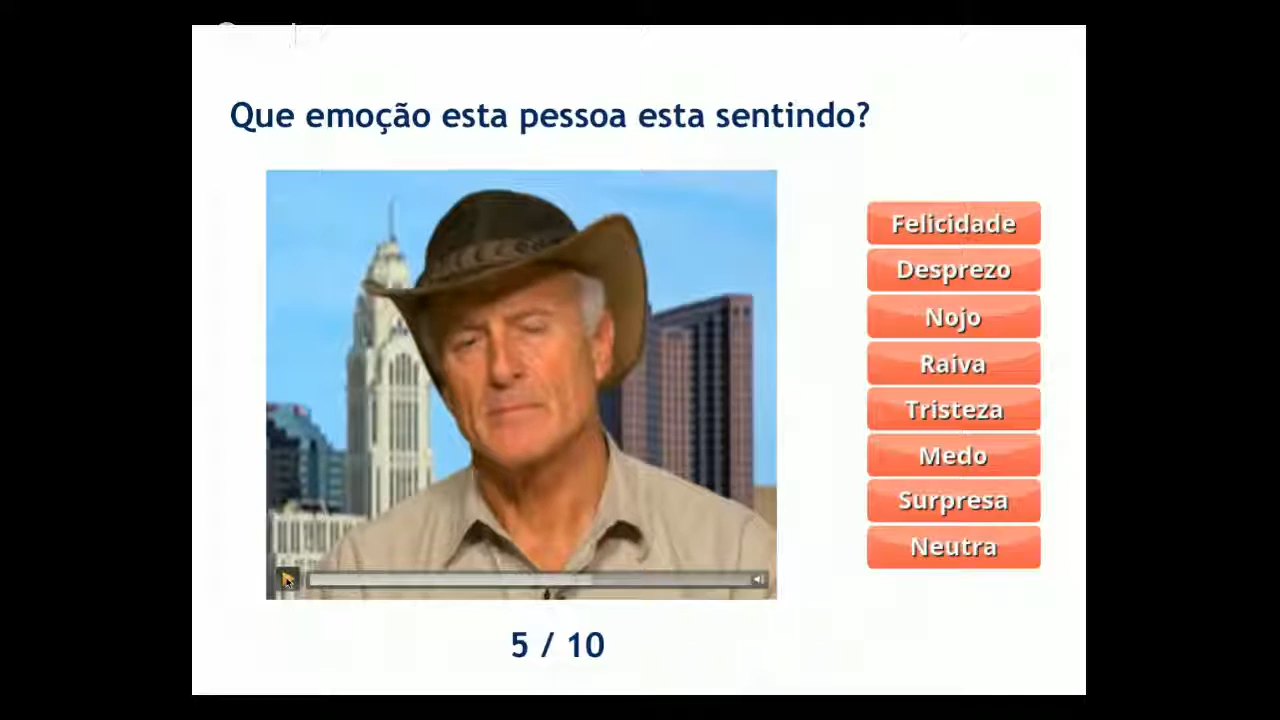 Que emoção esta pessoa esta sentindo?
Felicidade
Desprezo
Nojo
Raiva
Tristeza
Medo
Surpresa
Neutra
5 / 10